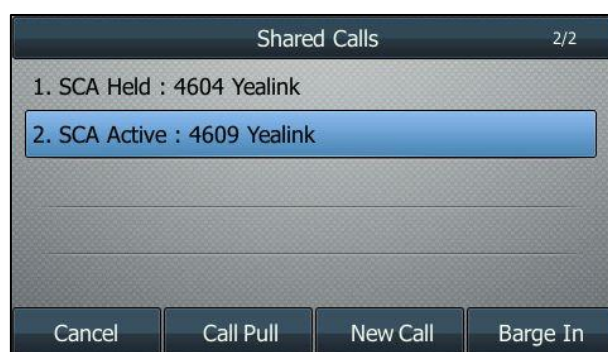 Shared Calls 2/2
1. SCA Held : 4604 Yealink
2. SCA Active : 4609 Yealink
Cancel Call Pull New Call Barge In